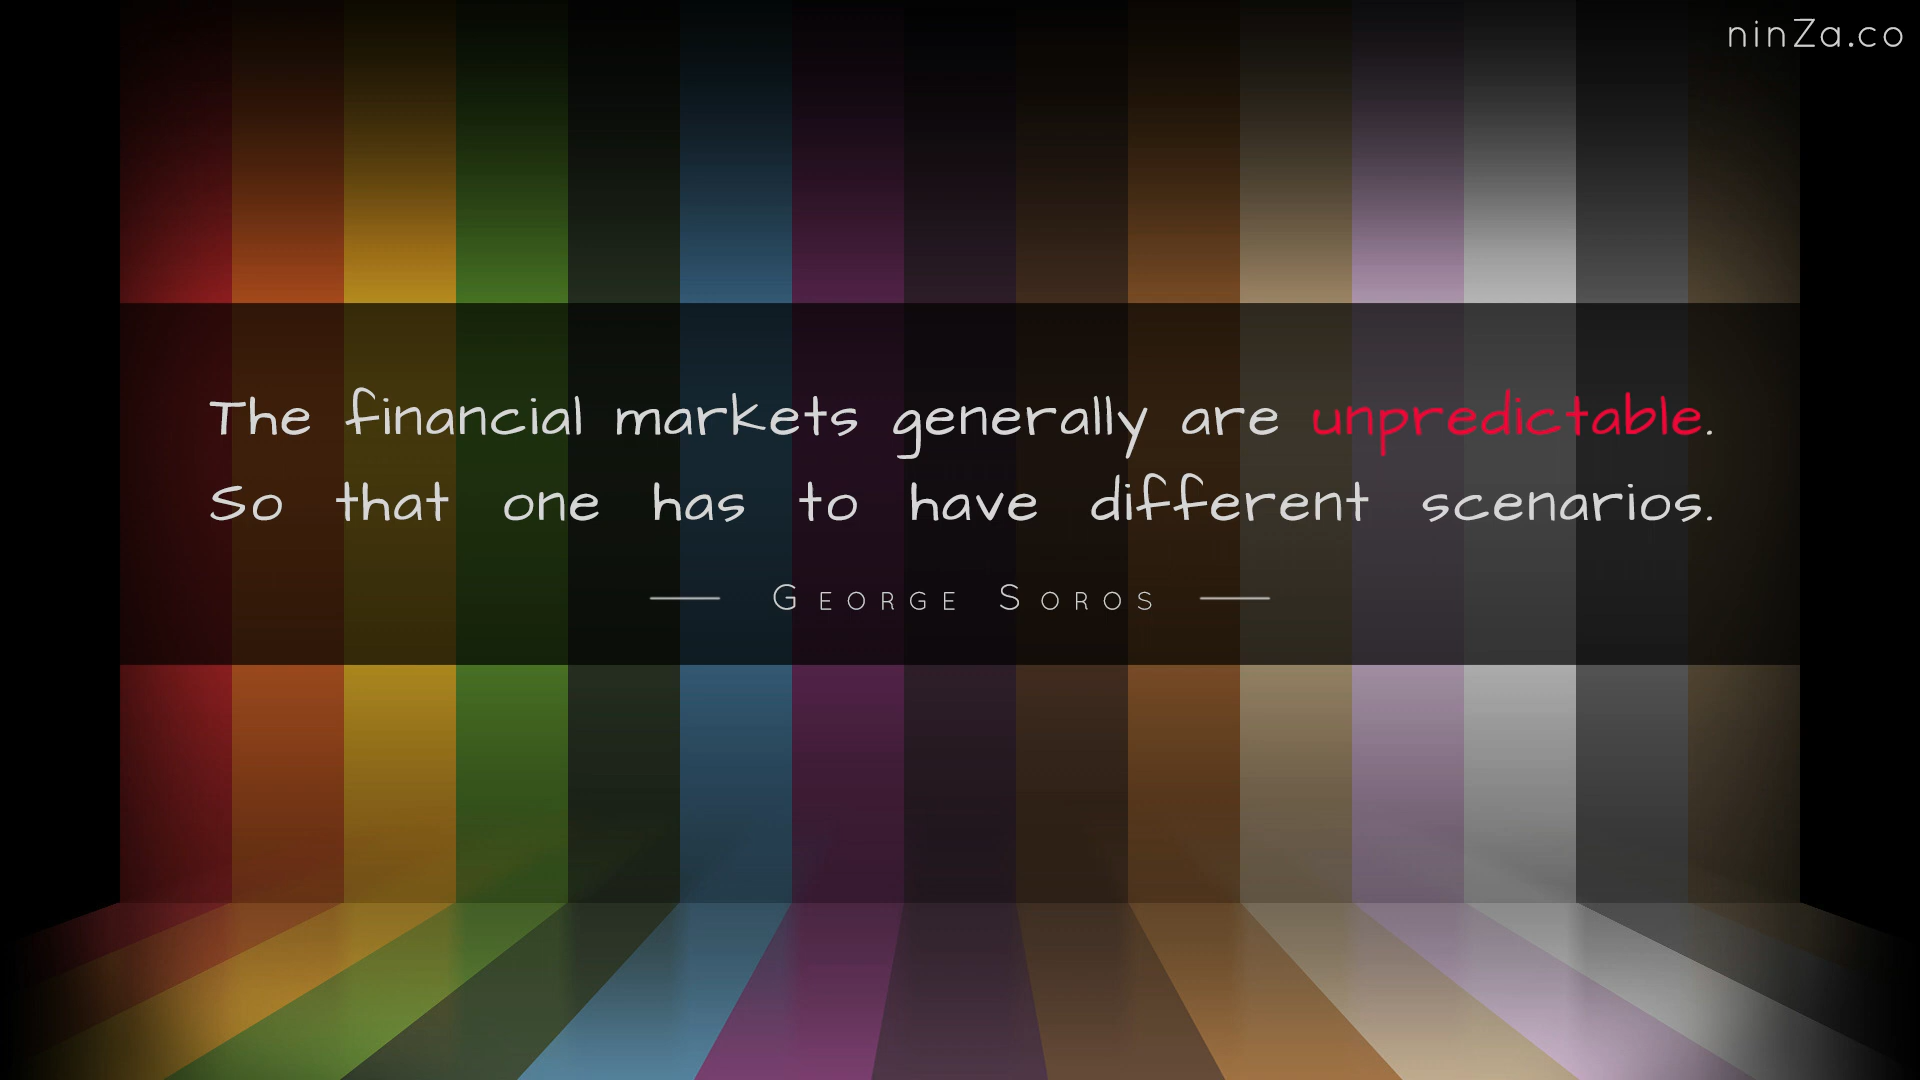 ninZa.co
The financial markets generally are unpredictable.
So that one has to have different scenarios.
George Soros